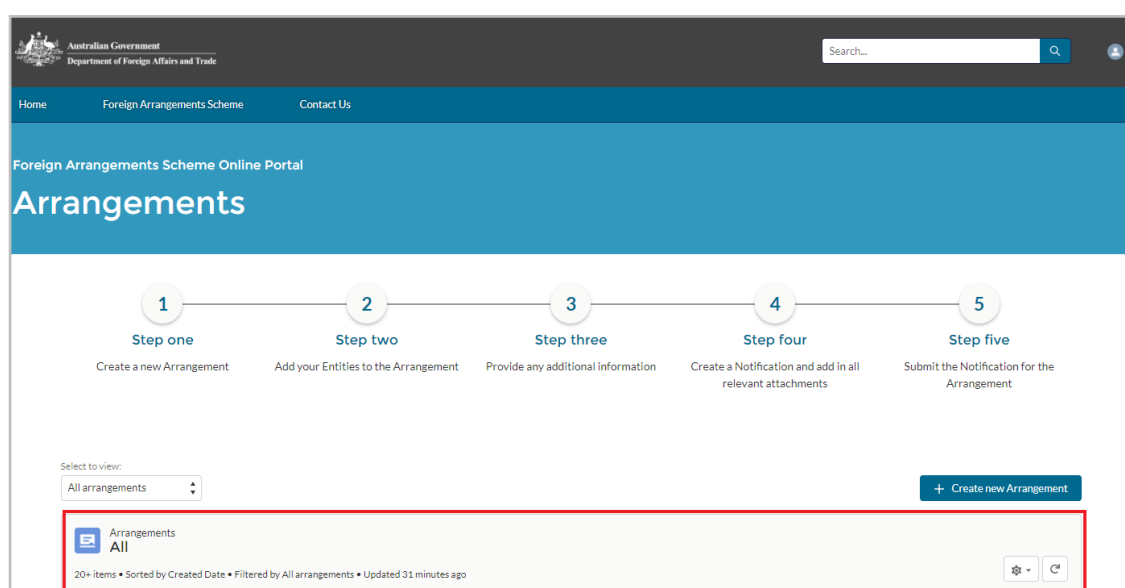 Australian Government
Department of Foreign Affairs and Trade
Search...
Home Foreign Arrangements Scheme Contact Us
Foreign Arrangements Scheme Online Portal
Arrangements
1 2 3 4 5
Step one Step two Step three Step four Step five
Create a new Arrangement Add your Entities to the Arrangement Provide any additional information Create a Notification and add in all Submit the Notification for the
relevant attachments Arrangement
Select to view:
All arrangements + Create new Arrangement
Arrangements
All
20+ items • Sorted by Created Date • Filtered by All arrangements • Updated 31 minutes ago